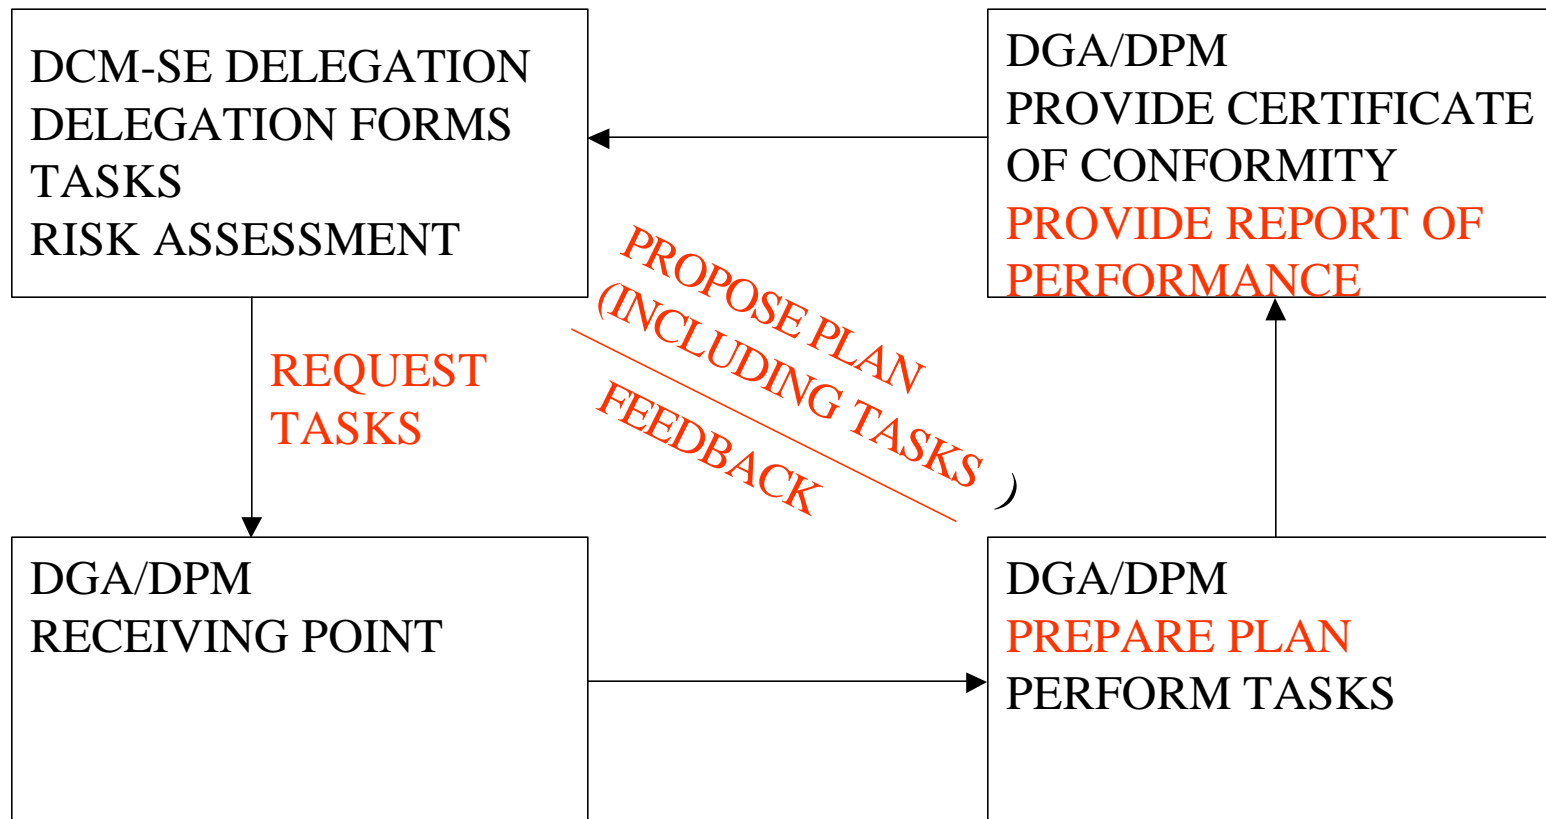 DCM-SE DELEGATION
DELEGATION FORMS
TASKS
RISK ASSESSMENT
DGA/DPM
PROVIDE CERTIFICATE
OF CONFORMITY
PROVIDE REPORT OF
PERFORMANCE
PROPOSE PLAN
(INCLUDING TASKS )
FEEDBACK
REQUEST
TASKS
DGA/DPM
RECEIVING POINT
DGA/DPM
PREPARE PLAN
PERFORM TASKS